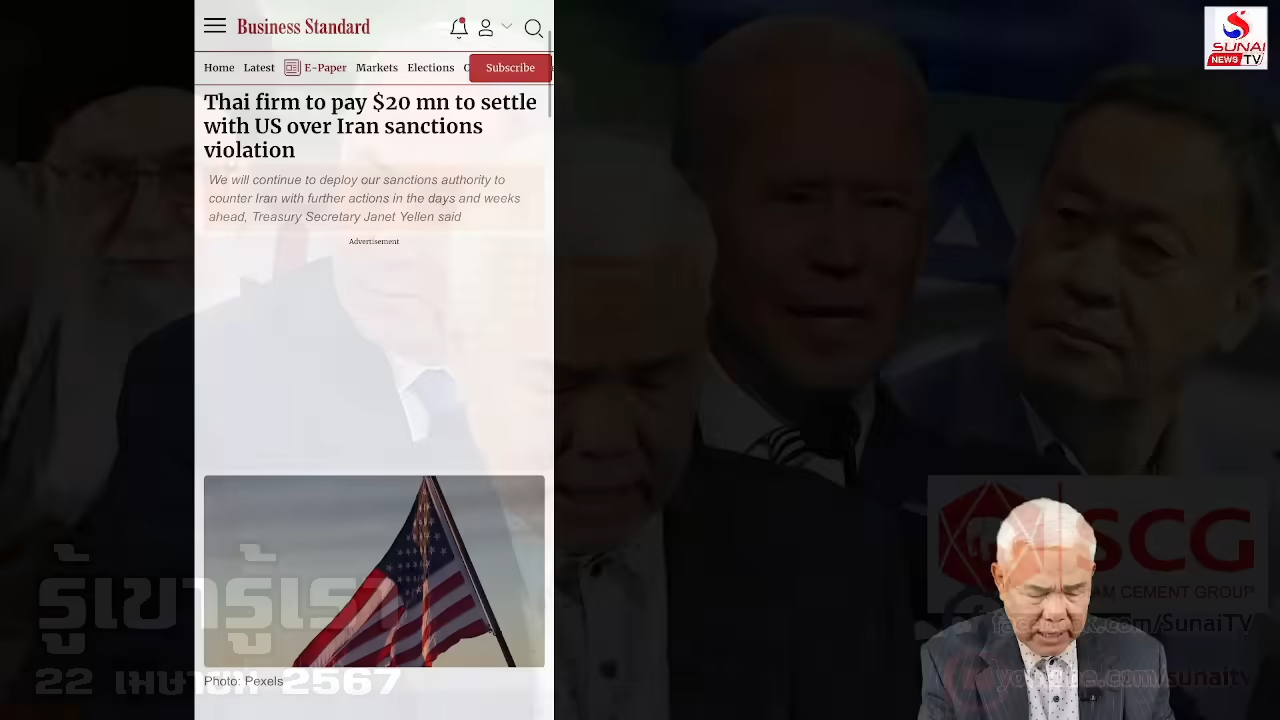 Business Standard
Home Latest E-Paper Markets Elections Subscribe
Thai firm to pay $20 mn to settle
with US over Iran sanctions
violation
We will continue to deploy our sanctions authority to
counter Iran with further actions in the days and weeks
ahead, Treasury Secretary Janet Yellen said
Advertisement
Photo: Pexels
SUNAI
NEWS TV
SCG
CEMENT GROUP
facebook.com/SunaiTV
youtube.com/sunaitv
รู้เขารู้เรา
22 เมษายน 2567